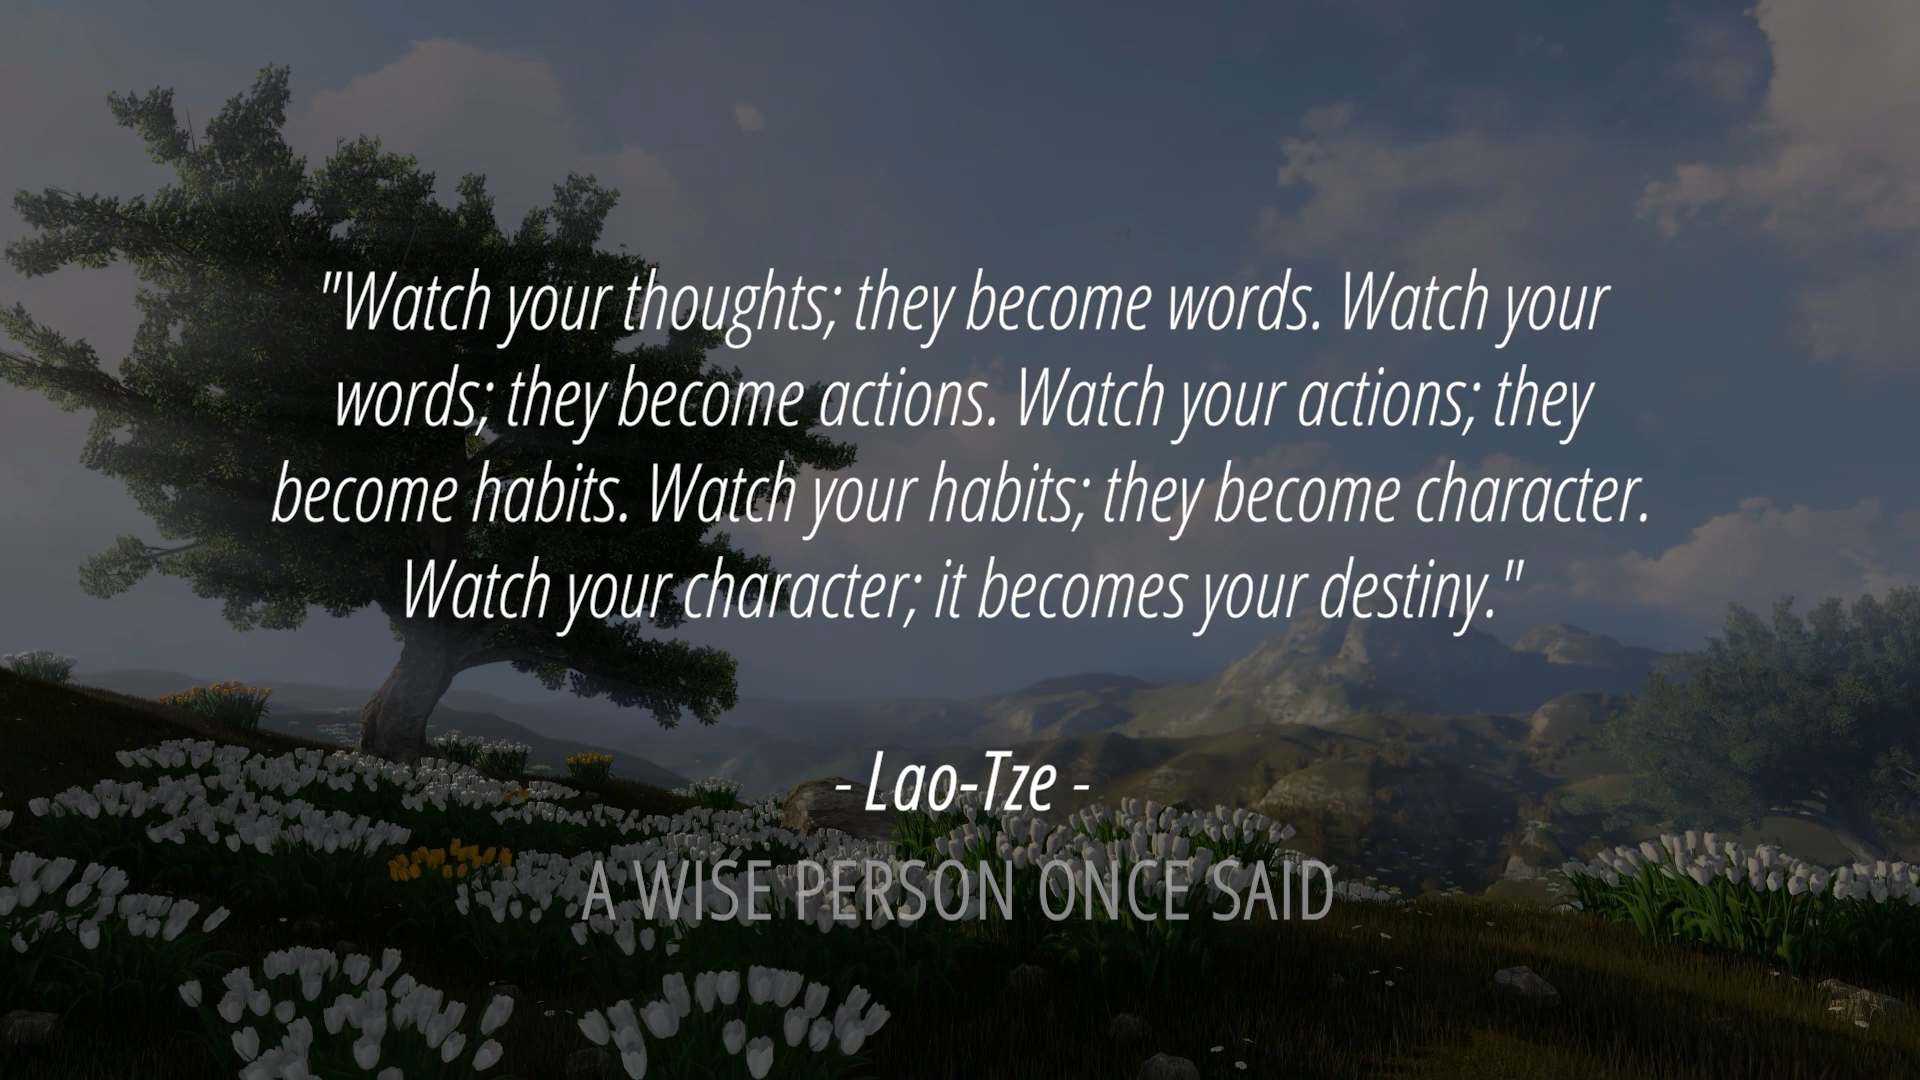 "Watch your thoughts; they become words. Watch your
words; they become actions. Watch your actions; they
become habits. Watch your habits; they become character.
Watch your character; it becomes your destiny."
- Lao-Tze -
A WISE PERSON ONCE SAID